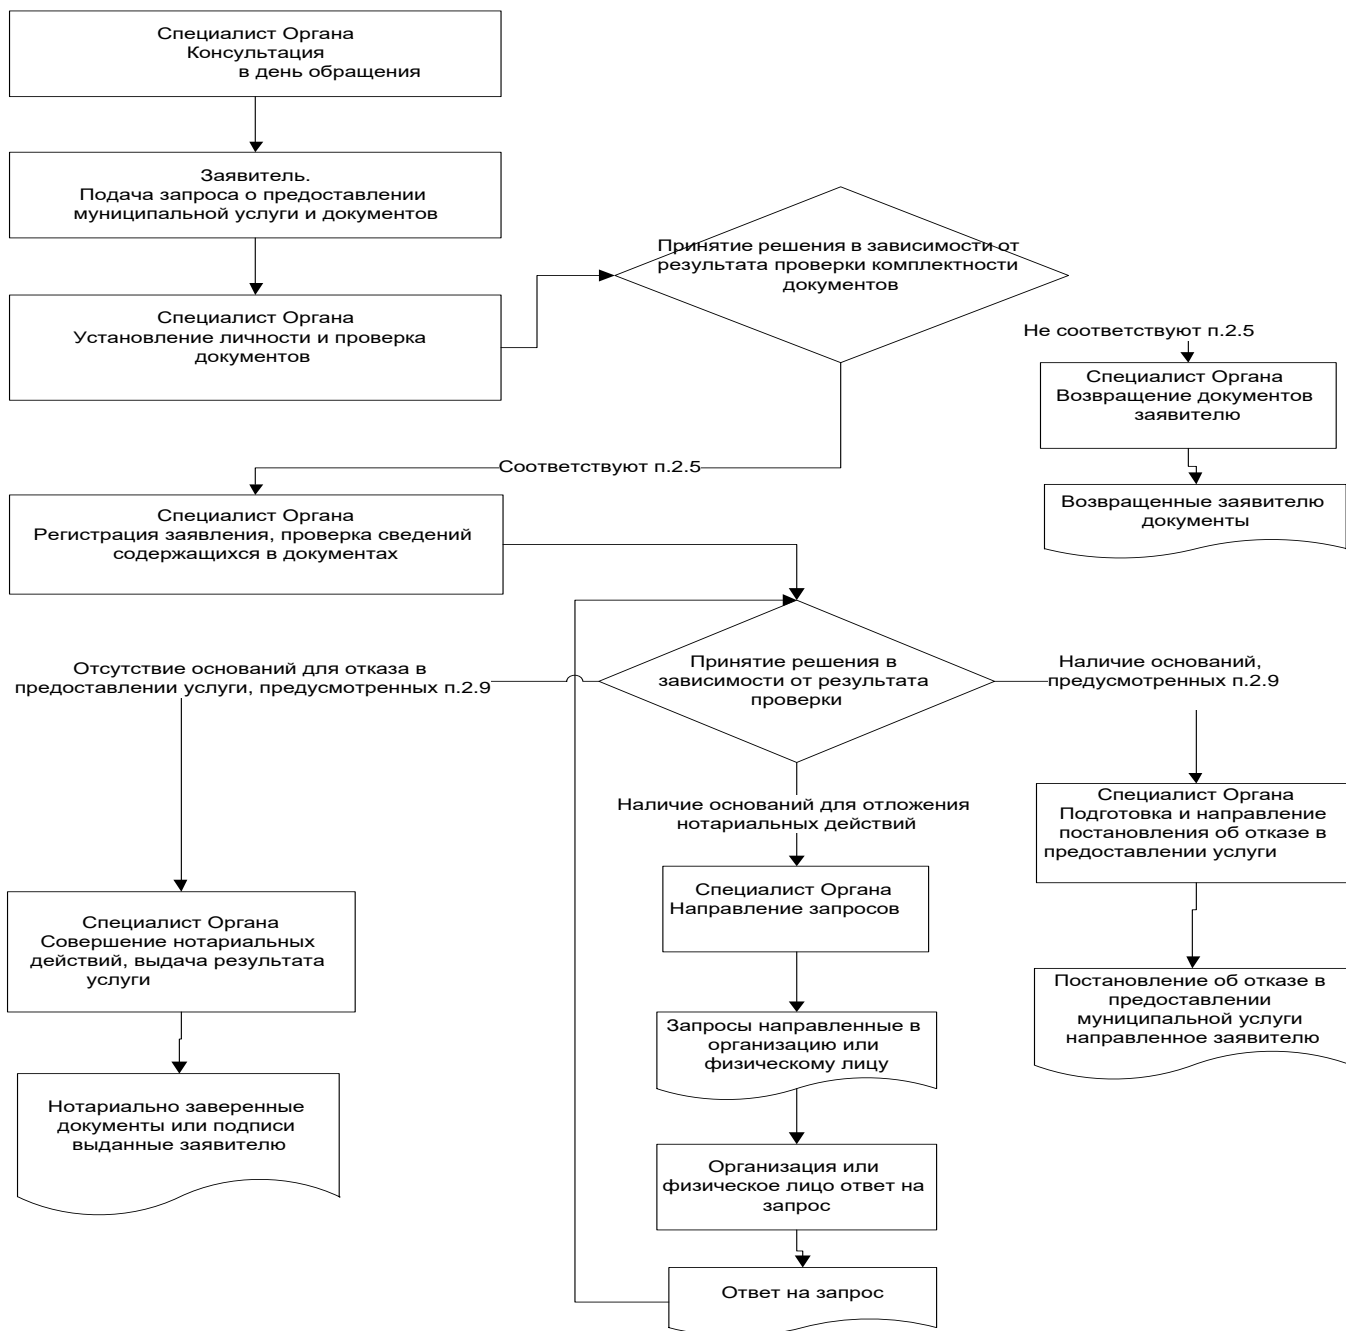 Специалист Органа
Консультация
в день обращения
Заявитель.
Подача запроса о предоставлении
муниципальной услуги и документов
Специалист Органа
Установление личности и проверка
документов
Принятие решения в зависимости от
результата проверки комплектности
документов
Не соответствуют п.2.5
Специалист Органа
Возвращение документов
заявителю
Возвращенные заявителю
документы
Соответствуют п.2.5
Специалист Органа
Регистрация заявления, проверка сведений
содержащихся в документах
Принятие решения в
зависимости от результата
проверки
Отсутствие оснований для отказа в
предоставлении услуги, предусмотренных п.2.9
Наличие оснований,
предусмотренных п.2.9
Наличие оснований для отложения
нотариальных действий
Специалист Органа
Подготовка и направление
постановления об отказе в
предоставлении услуги
Специалист Органа
Направление запросов
Специалист Органа
Совершение нотариальных
действий, выдача результата
услуги
Постановление об отказе в
предоставлении
муниципальной услуги
направленное заявителю
Запросы направленные в
организацию или
физическому лицу
Нотариально заверенные
документы или подписи
выданные заявителю
Организация или
физическое лицо ответ на
запрос
Ответ на запрос